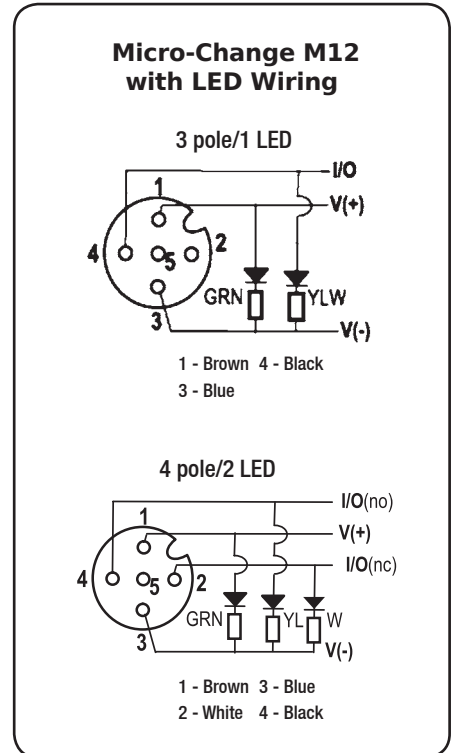 Micro-Change M12
with LED Wiring
3 pole/1 LED
I/O
1
V(+)
4
5
2
GRN
YLW
3
V(-)
1 - Brown 4 - Black
3 - Blue
4 pole/2 LED
I/O(no)
1
V(+)
I/O(nc)
4
5
2
GRN
YL
W
3
V(-)
1 - Brown 3 - Blue
2 - White 4 - Black